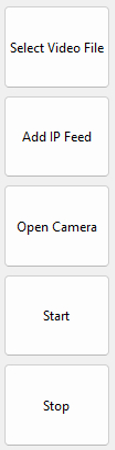 Select Video File
Add IP Feed
Open Camera
Start
Stop